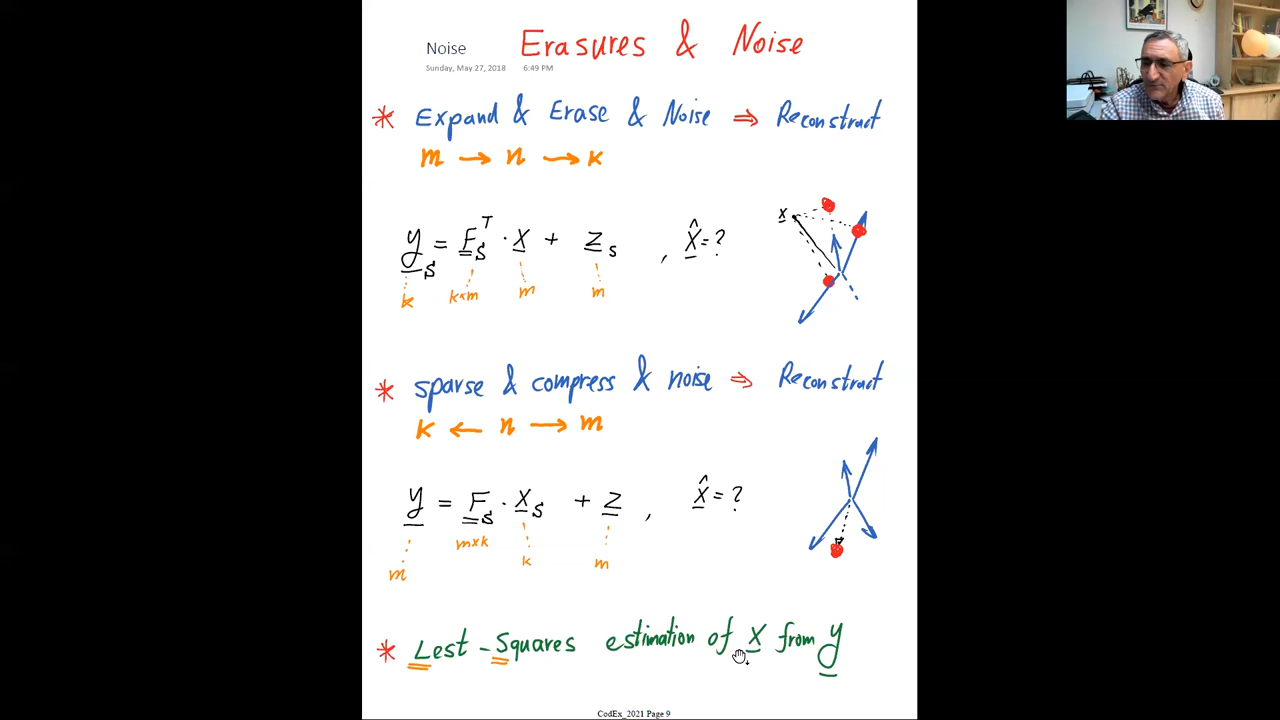 Noise Erasures & Noise
Sunday, May 27, 2018 6:49 PM
* Expand & Erase & Noise ⇒ Reconstruct
m → n → k
y_S = F_S^T · x + z_S , x̂ = ?
k k×m m m
x
* sparse & compress & noise ⇒ Reconstruct
k ← n → m
y = F_S · x_S + z , x̂ = ?
m m×k k m
* Lest-Squares estimation of x from y
CodEx_2021 Page 9